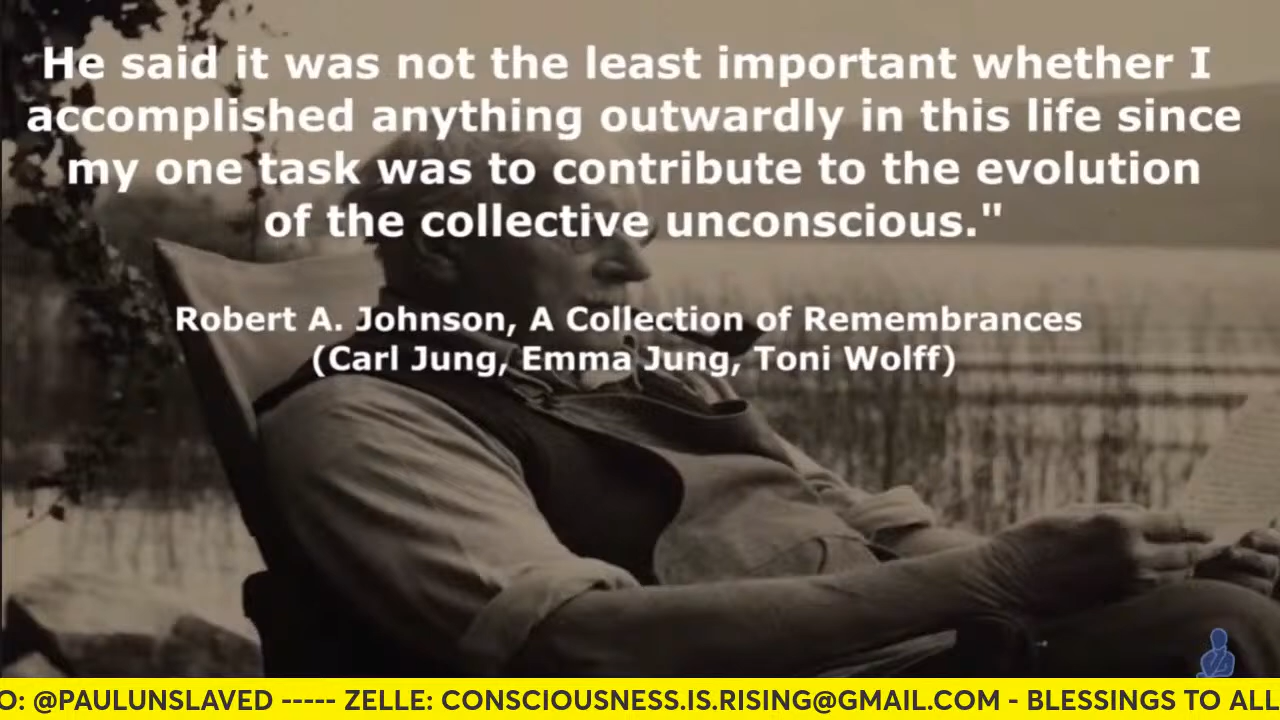 He said it was not the least important whether I
accomplished anything outwardly in this life since
my one task was to contribute to the evolution
of the collective unconscious."
Robert A. Johnson, A Collection of Remembrances
(Carl Jung, Emma Jung, Toni Wolff)
O: @PAULUNSLAVED ----- ZELLE: CONSCIOUSNESS.IS.RISING@GMAIL.COM - BLESSINGS TO ALL